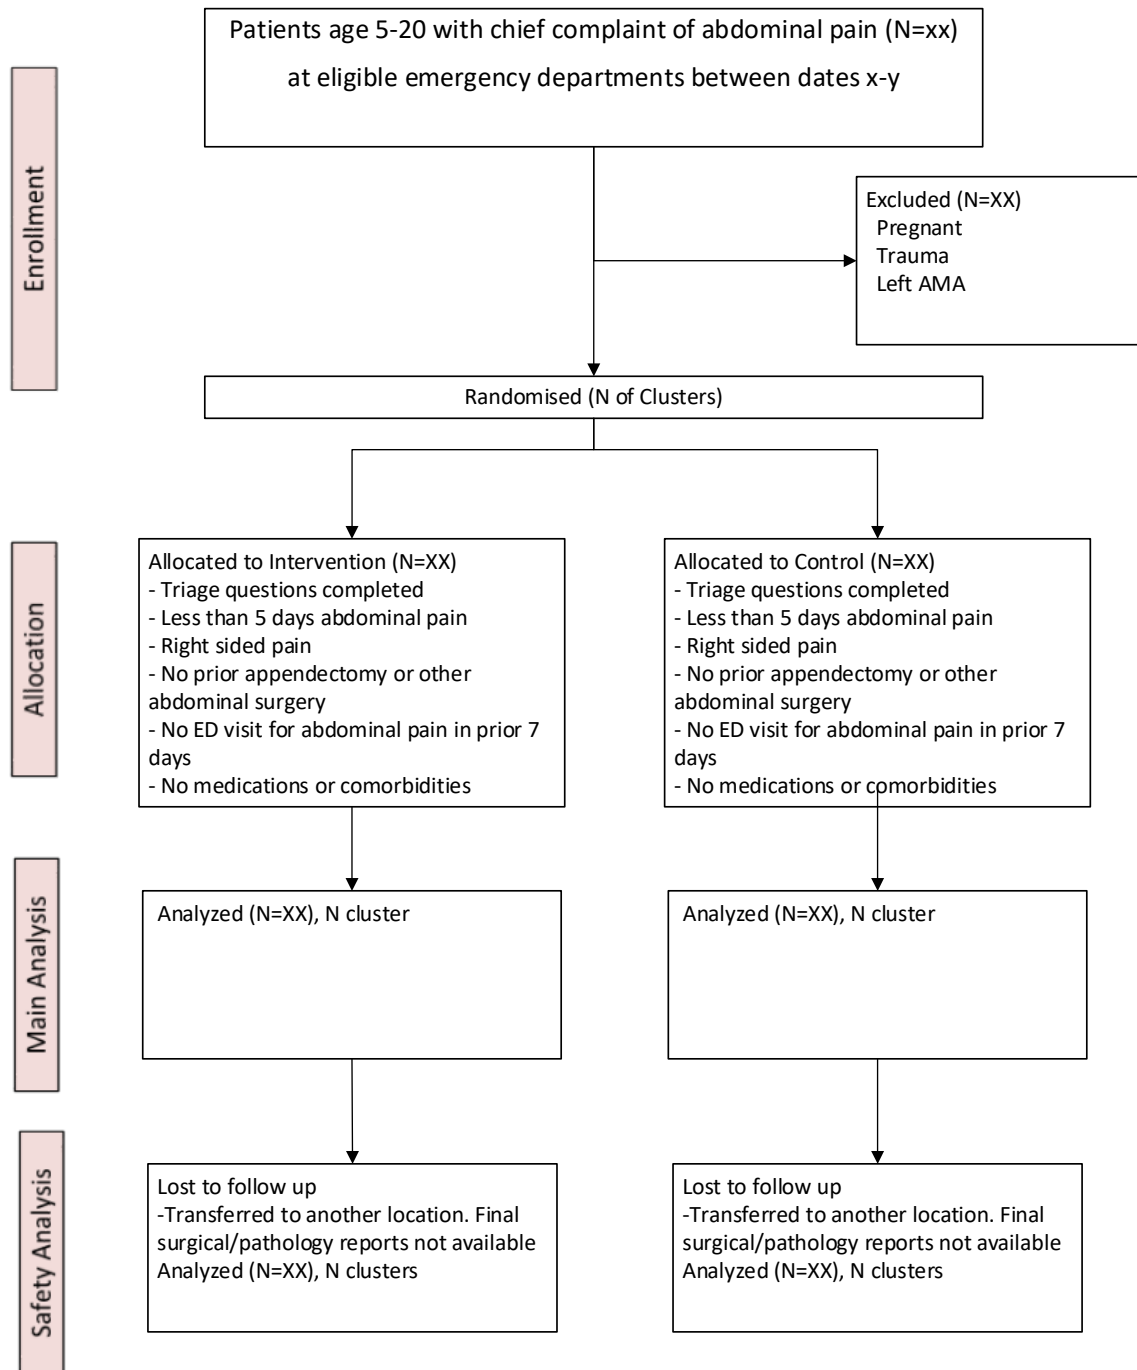 Patients age 5-20 with chief complaint of abdominal pain (N=xx)
at eligible emergency departments between dates x-y
Enrollment
Excluded (N=XX)
Pregnant
Trauma
Left AMA
Randomised (N of Clusters)
Allocation
Allocated to Intervention (N=XX)
- Triage questions completed
- Less than 5 days abdominal pain
- Right sided pain
- No prior appendectomy or other
abdominal surgery
- No ED visit for abdominal pain in prior 7
days
- No medications or comorbidities
Allocated to Control (N=XX)
- Triage questions completed
- Less than 5 days abdominal pain
- Right sided pain
- No prior appendectomy or other
abdominal surgery
- No ED visit for abdominal pain in prior 7
days
- No medications or comorbidities
Main Analysis
Analyzed (N=XX), N cluster
Analyzed (N=XX), N cluster
Safety Analysis
Lost to follow up
-Transferred to another location. Final
surgical/pathology reports not available
Analyzed (N=XX), N clusters
Lost to follow up
-Transferred to another location. Final
surgical/pathology reports not available
Analyzed (N=XX), N clusters